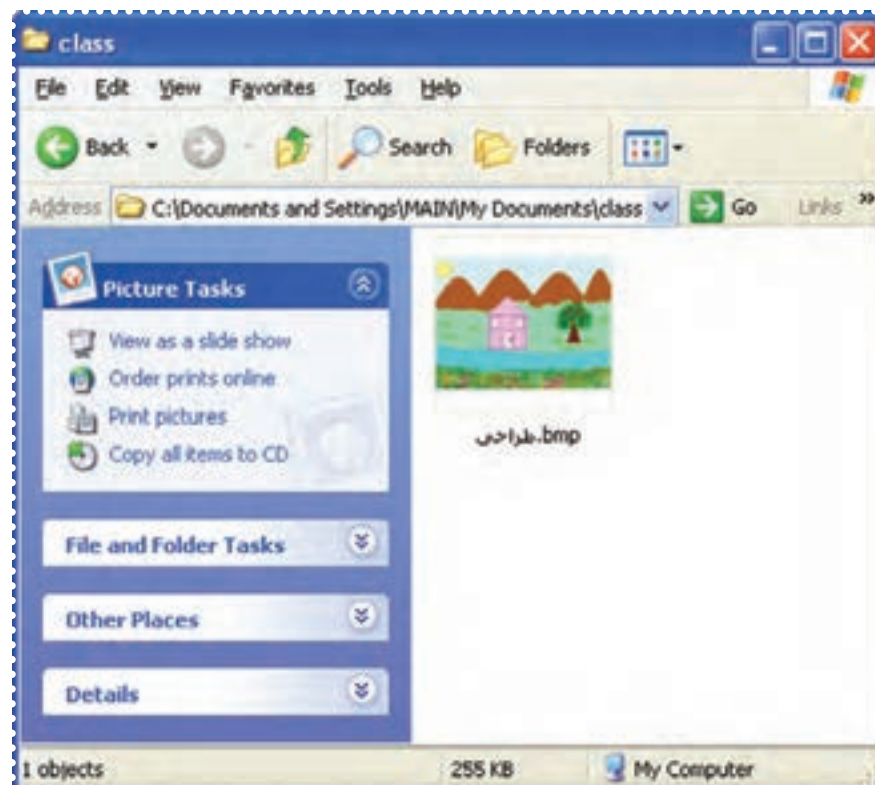 class
File Edit View Favorites Tools Help
Back Search Folders
Address C:\Documents and Settings\MAIN\My Documents\class Go Links »
Picture Tasks
View as a slide show
Order prints online
Print pictures
Copy all items to CD
File and Folder Tasks
Other Places
Details
طراحی.bmp
1 objects 255 KB My Computer